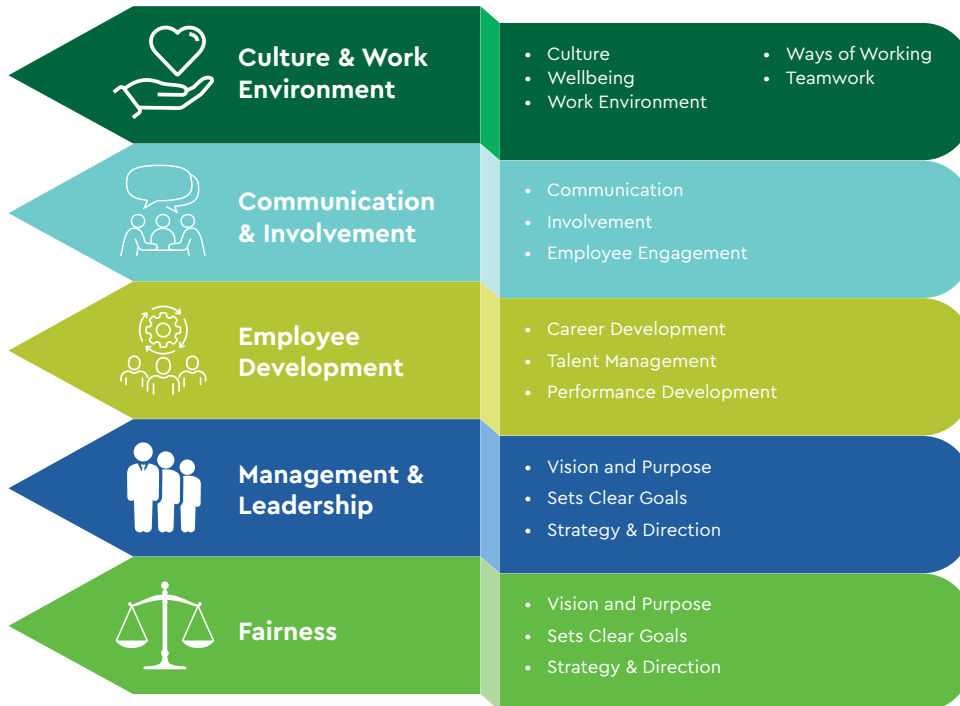 Culture & Work
Environment
• Culture
• Wellbeing
• Work Environment
• Ways of Working
• Teamwork
Communication
& Involvement
• Communication
• Involvement
• Employee Engagement
Employee
Development
• Career Development
• Talent Management
• Performance Development
Management &
Leadership
• Vision and Purpose
• Sets Clear Goals
• Strategy & Direction
Fairness
• Vision and Purpose
• Sets Clear Goals
• Strategy & Direction